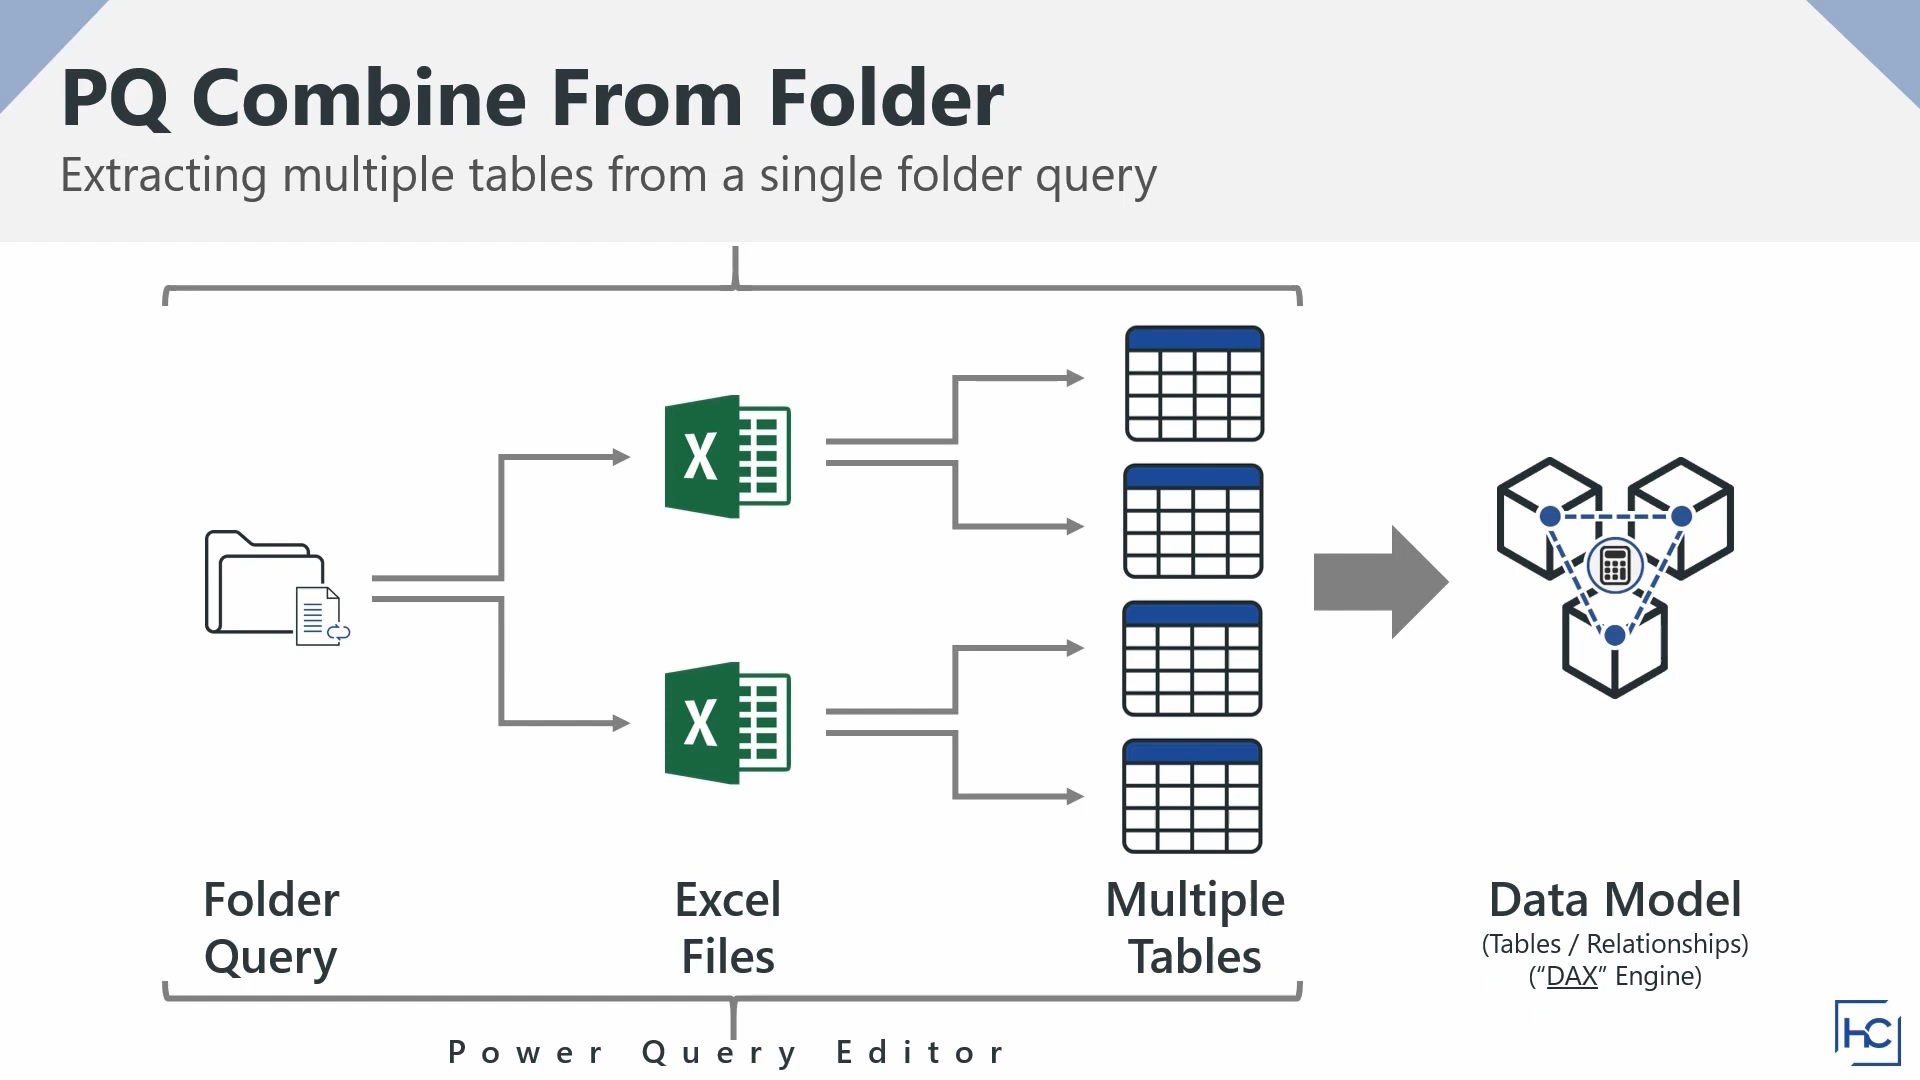 PQ Combine From Folder
Extracting multiple tables from a single folder query
X
X
Folder
Query
Excel
Files
Multiple
Tables
Data Model
(Tables / Relationships)
(“DAX” Engine)
Power Query Editor
HC